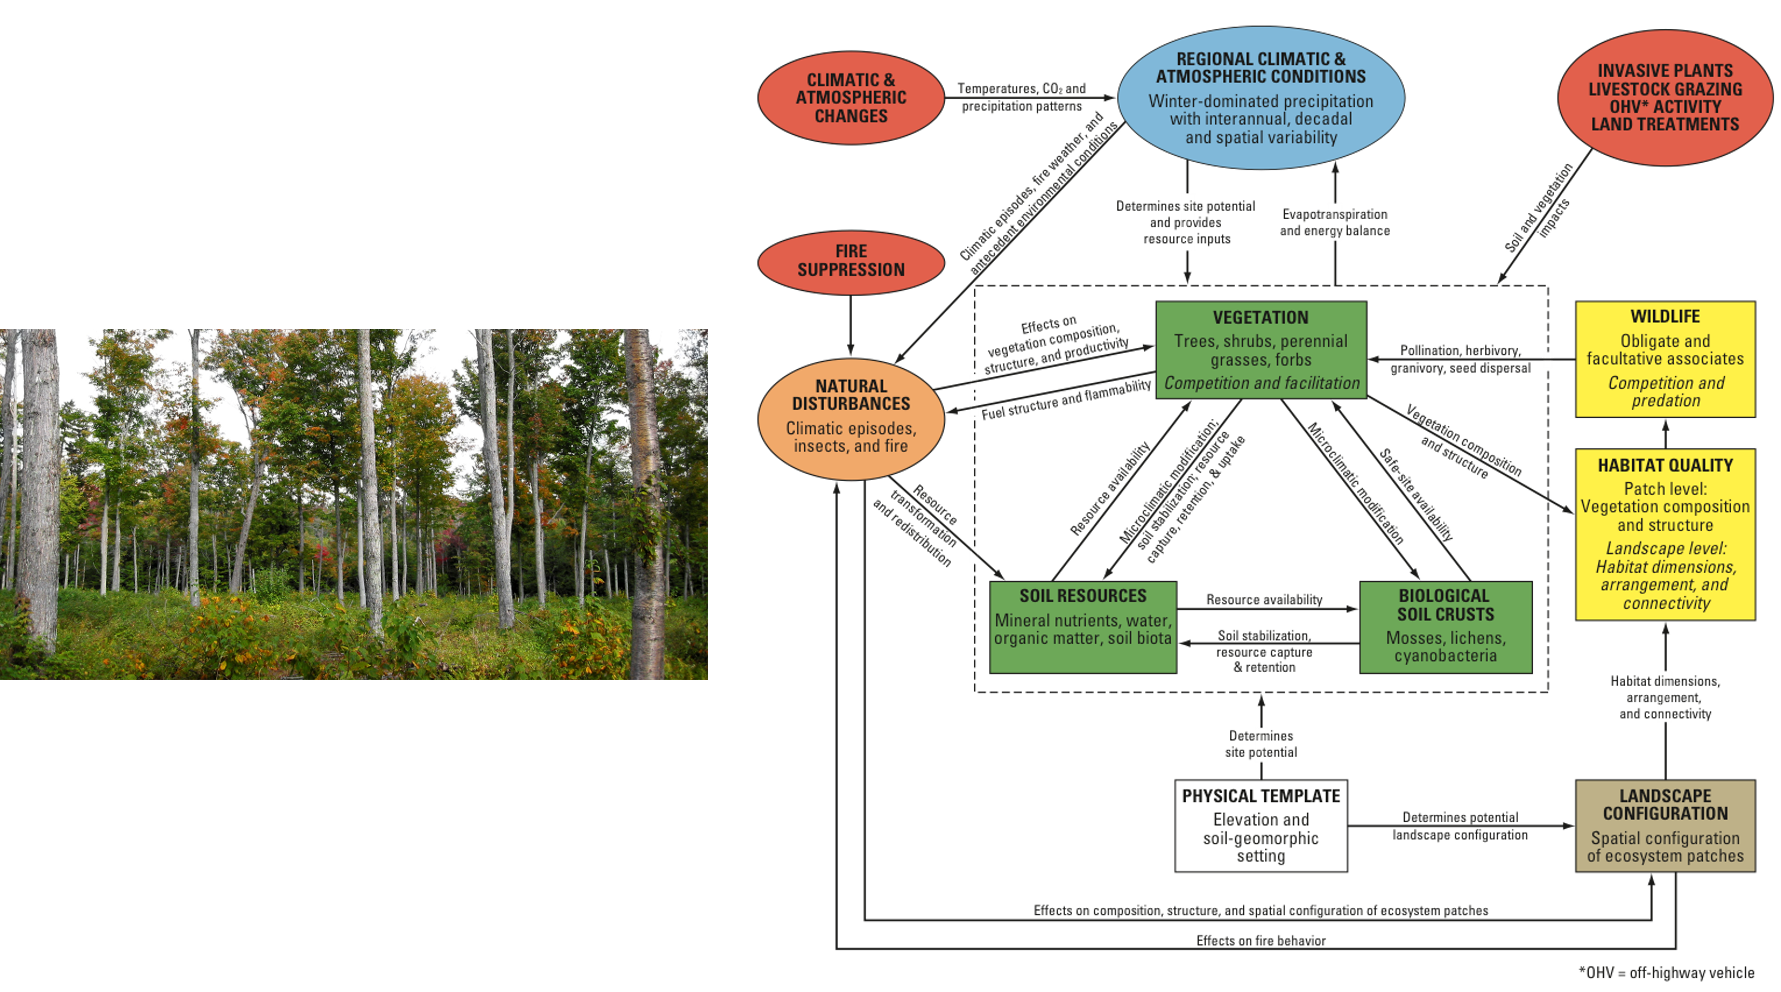 CLIMATIC &
ATMOSPHERIC
CHANGES
Temperatures, CO₂ and
precipitation patterns
REGIONAL CLIMATIC &
ATMOSPHERIC CONDITIONS
Winter-dominated precipitation
with interannual, decadal
and spatial variability
INVASIVE PLANTS
LIVESTOCK GRAZING
OHV* ACTIVITY
LAND TREATMENTS
Climatic episodes, fire weather, and
antecedent environmental conditions
Determines site potential
and provides
resource inputs
Evapotranspiration
and energy balance
Soil and vegetation
impacts
FIRE
SUPPRESSION
NATURAL
DISTURBANCES
Climatic episodes,
insects, and fire
Effects on
vegetation composition,
structure, and productivity
Fuel structure and flammability
VEGETATION
Trees, shrubs, perennial
grasses, forbs
Competition and facilitation
Pollination, herbivory,
granivory, seed dispersal
WILDLIFE
Obligate and
facultative associates
Competition and
predation
Vegetation composition
and structure
HABITAT QUALITY
Patch level:
Vegetation composition
and structure
Landscape level:
Habitat dimensions,
arrangement, and
connectivity
Resource
transformation
and redistribution
Resource availability
Microclimatic modification;
soil stabilization; resource
capture, retention, & uptake
Microclimatic modification
Safe-site availability
SOIL RESOURCES
Mineral nutrients, water,
organic matter, soil biota
Resource availability
Soil stabilization,
resource capture
& retention
BIOLOGICAL
SOIL CRUSTS
Mosses, lichens,
cyanobacteria
Habitat dimensions,
arrangement,
and connectivity
Determines
site potential
PHYSICAL TEMPLATE
Elevation and
soil-geomorphic
setting
Determines potential
landscape configuration
LANDSCAPE
CONFIGURATION
Spatial configuration
of ecosystem patches
Effects on composition, structure, and spatial configuration of ecosystem patches
Effects on fire behavior
*OHV = off-highway vehicle